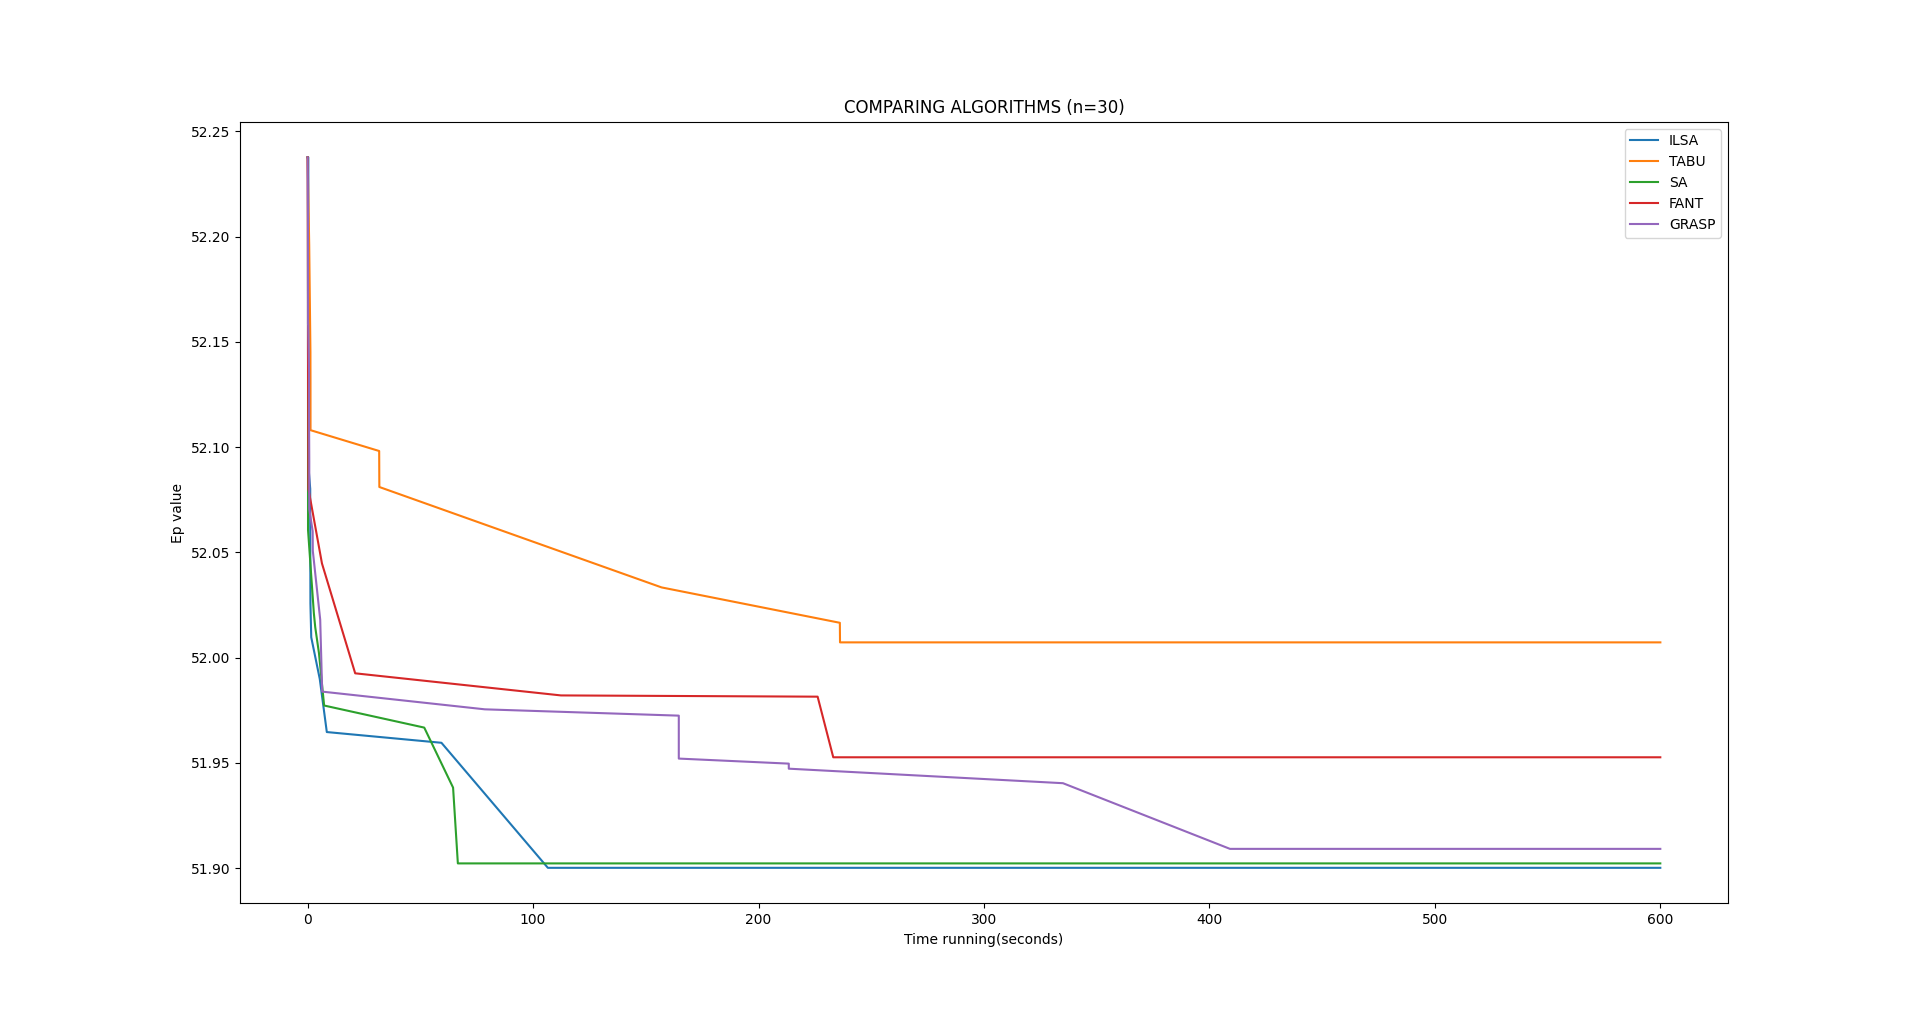 COMPARING ALGORITHMS (n=30)
52.25
52.20
52.15
52.10
52.05
52.00
51.95
51.90
Ep value
ILSA
TABU
SA
FANT
GRASP
0 100 200 300 400 500 600
Time running(seconds)